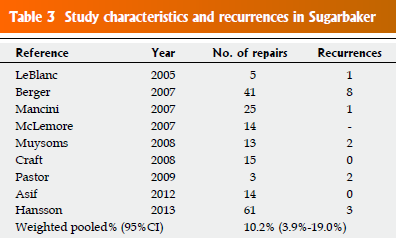 Table 3 Study characteristics and recurrences in Sugarbaker
Reference Year No. of repairs Recurrences
LeBlanc 2005 5 1
Berger 2007 41 8
Mancini 2007 25 1
McLemore 2007 14 -
Muysoms 2008 13 2
Craft 2008 15 0
Pastor 2009 3 2
Asif 2012 14 0
Hansson 2013 61 3
Weighted pooled% (95%CI) 10.2% (3.9%-19.0%)